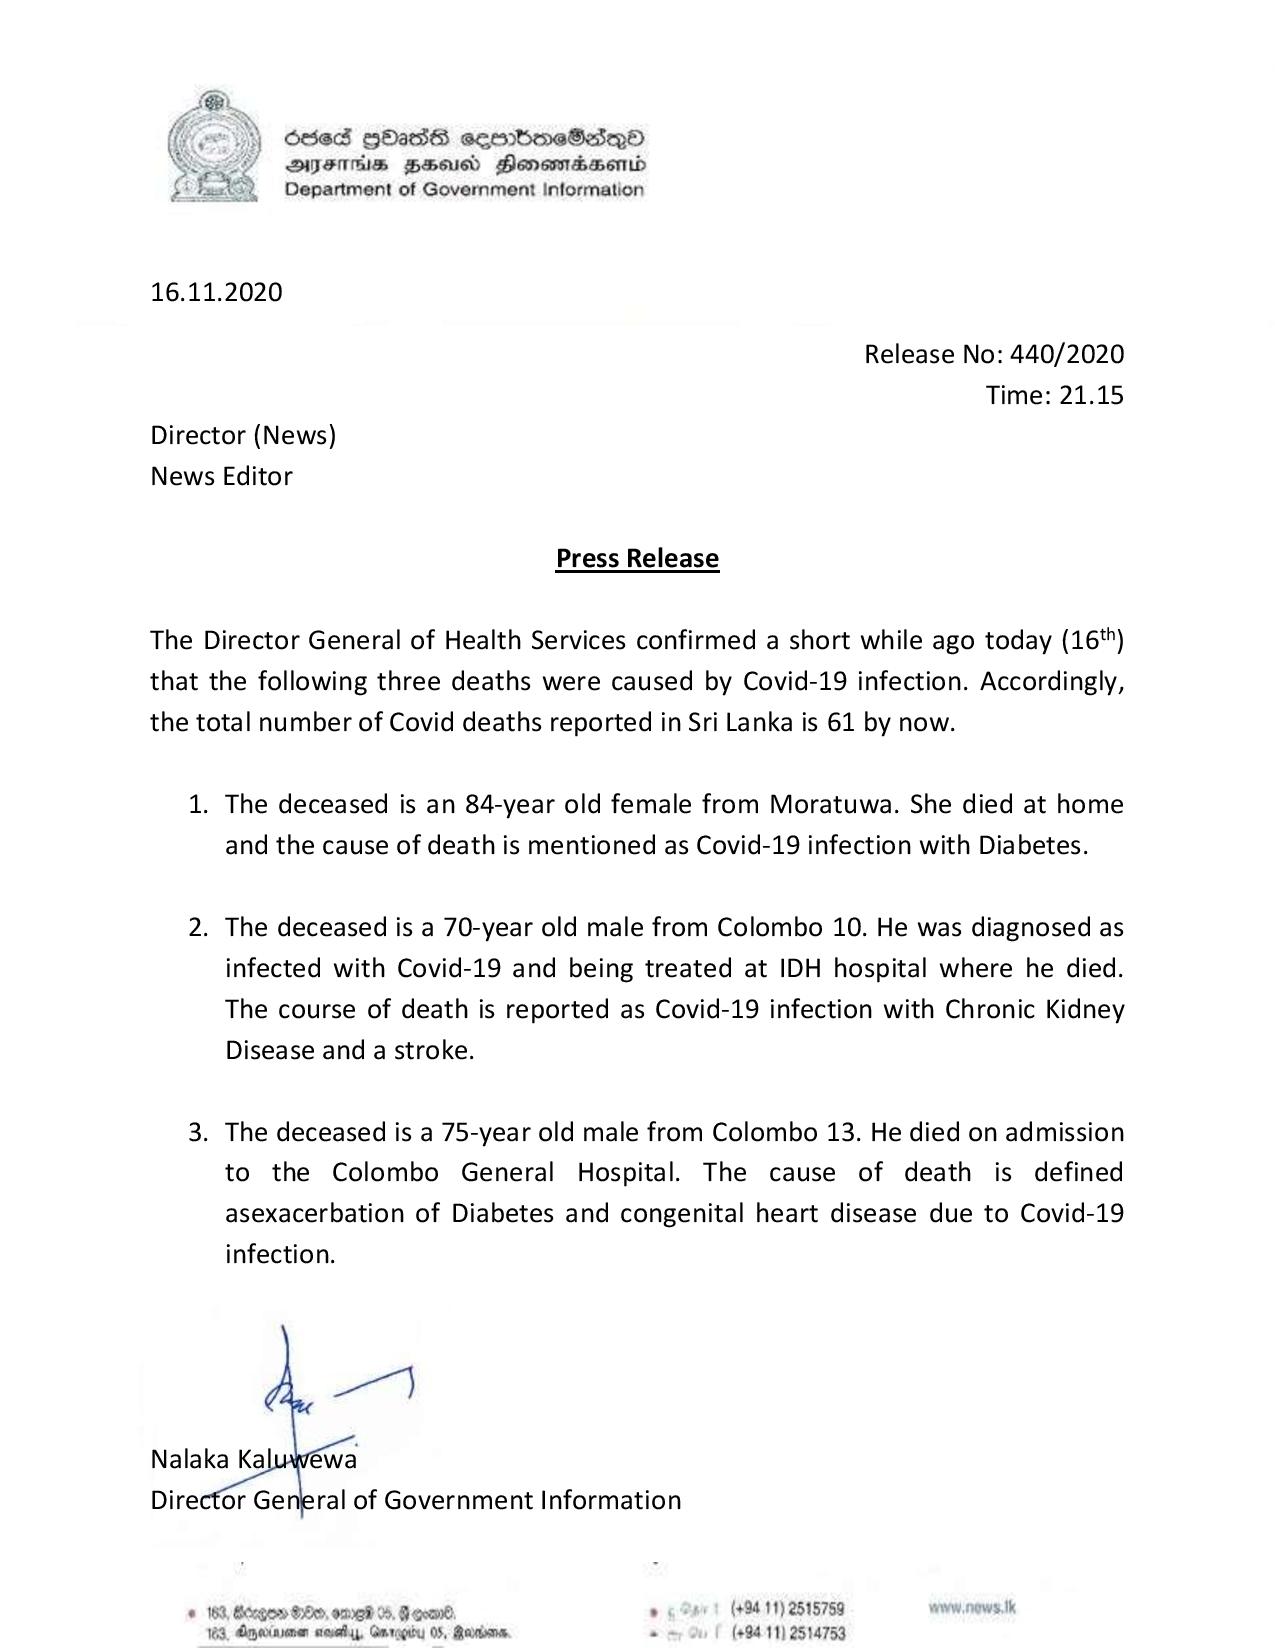 රජයේ ප්‍රවෘත්ති දෙපාර්තමේන්තුව
அரசாங்க தகவல் திணைக்களம்
Department of Government Information
16.11.2020
Release No: 440/2020
Time: 21.15
Director (News)
News Editor
Press Release
The Director General of Health Services confirmed a short while ago today (16th)
that the following three deaths were caused by Covid-19 infection. Accordingly,
the total number of Covid deaths reported in Sri Lanka is 61 by now.
1. The deceased is an 84-year old female from Moratuwa. She died at home
and the cause of death is mentioned as Covid-19 infection with Diabetes.
2. The deceased is a 70-year old male from Colombo 10. He was diagnosed as
infected with Covid-19 and being treated at IDH hospital where he died.
The course of death is reported as Covid-19 infection with Chronic Kidney
Disease and a stroke.
3. The deceased is a 75-year old male from Colombo 13. He died on admission
to the Colombo General Hospital. The cause of death is defined
asexacerbation of Diabetes and congenital heart disease due to Covid-19
infection.
Nalaka Kaluwewa
Director General of Government Information
163, කිරුලපන මාවත, කොළඹ 05, ශ්‍රී ලංකාව.
163, கிருலப்பனை வெளியூ, கொழும்பு 05, இலங்கை.
(+94 11) 2515759
(+94 11) 2514753
www.news.lk